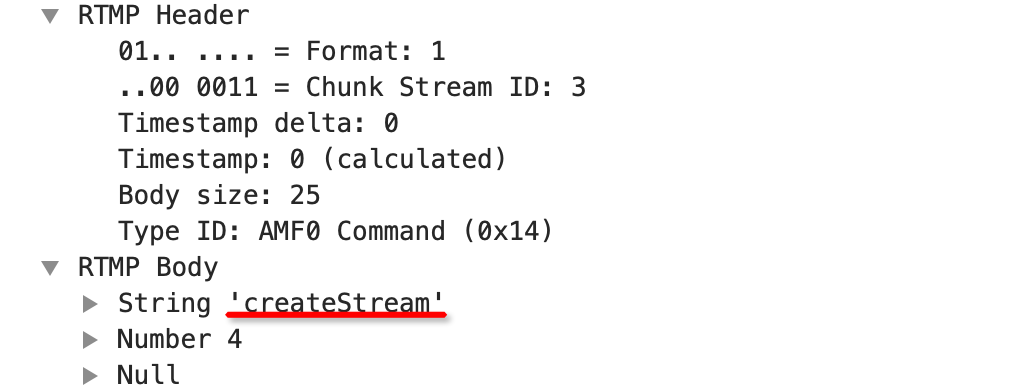 RTMP Header
01.. .... = Format: 1
..00 0011 = Chunk Stream ID: 3
Timestamp delta: 0
Timestamp: 0 (calculated)
Body size: 25
Type ID: AMF0 Command (0x14)
RTMP Body
String 'createStream'
Number 4
Null